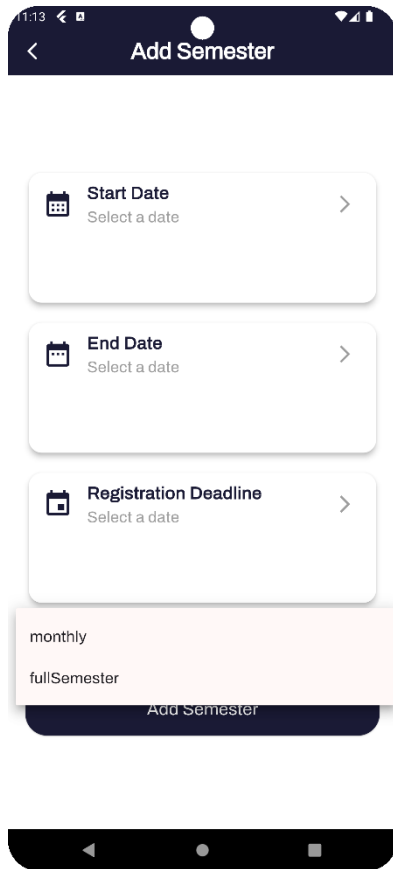 11:13
Add Semester
Start Date
Select a date
End Date
Select a date
Registration Deadline
Select a date
monthly
fullSemester
Add Semester